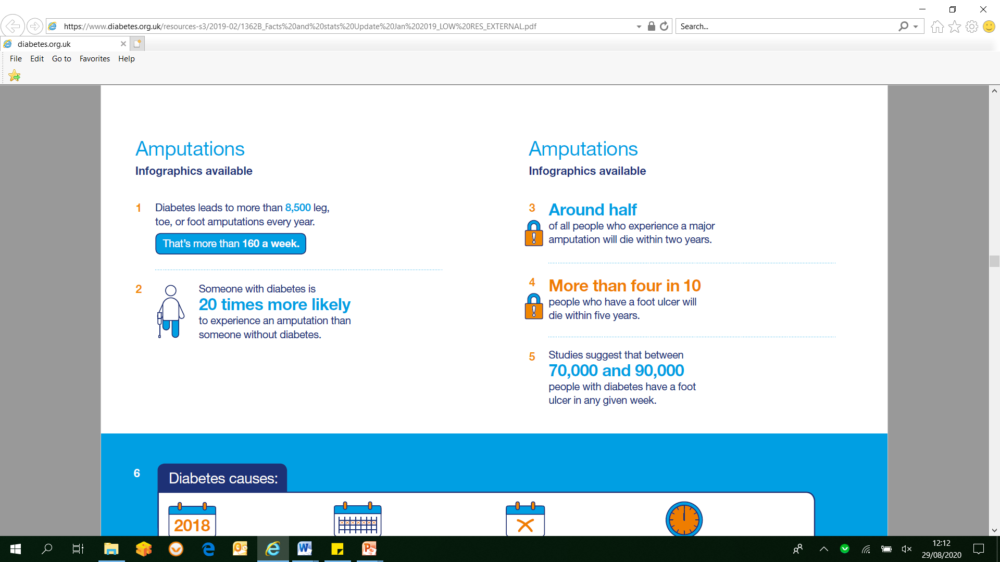 https://www.diabetes.org.uk/resources-s3/2019-02/1362B_Facts%20and%20stats%20Update%20Jan%202019_LOW%20RES_EXTERNAL.pdf
Search...
diabetes.org.uk
File Edit Go to Favorites Help
Amputations
Infographics available
1 Diabetes leads to more than 8,500 leg,
toe, or foot amputations every year.
That's more than 160 a week.
2 Someone with diabetes is
20 times more likely
to experience an amputation than
someone without diabetes.
Amputations
Infographics available
3 Around half
of all people who experience a major
amputation will die within two years.
4 More than four in 10
people who have a foot ulcer will
die within five years.
5 Studies suggest that between
70,000 and 90,000
people with diabetes have a foot
ulcer in any given week.
6 Diabetes causes:
2018
12:12
29/08/2020